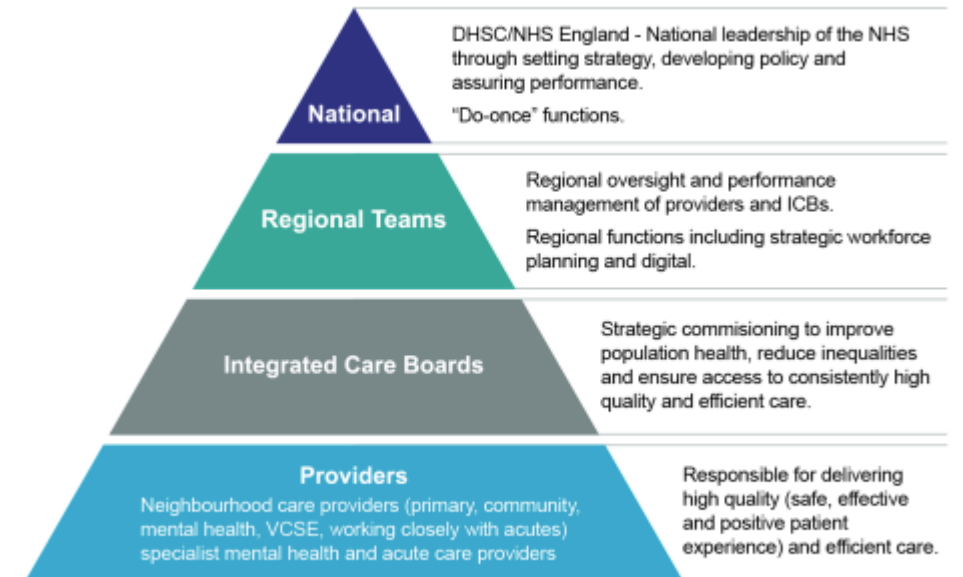 DHSC/NHS England - National leadership of the NHS
through setting strategy, developing policy and
assuring performance.
"Do-once" functions.
National
Regional oversight and performance
management of providers and ICBs.
Regional functions including strategic workforce
planning and digital.
Regional Teams
Strategic commisioning to improve
population health, reduce inequalities
and ensure access to consistently high
quality and efficient care.
Integrated Care Boards
Providers
Neighbourhood care providers (primary, community,
mental health, VCSE, working closely with acutes)
specialist mental health and acute care providers
Responsible for delivering
high quality (safe, effective
and positive patient
experience) and efficient care.